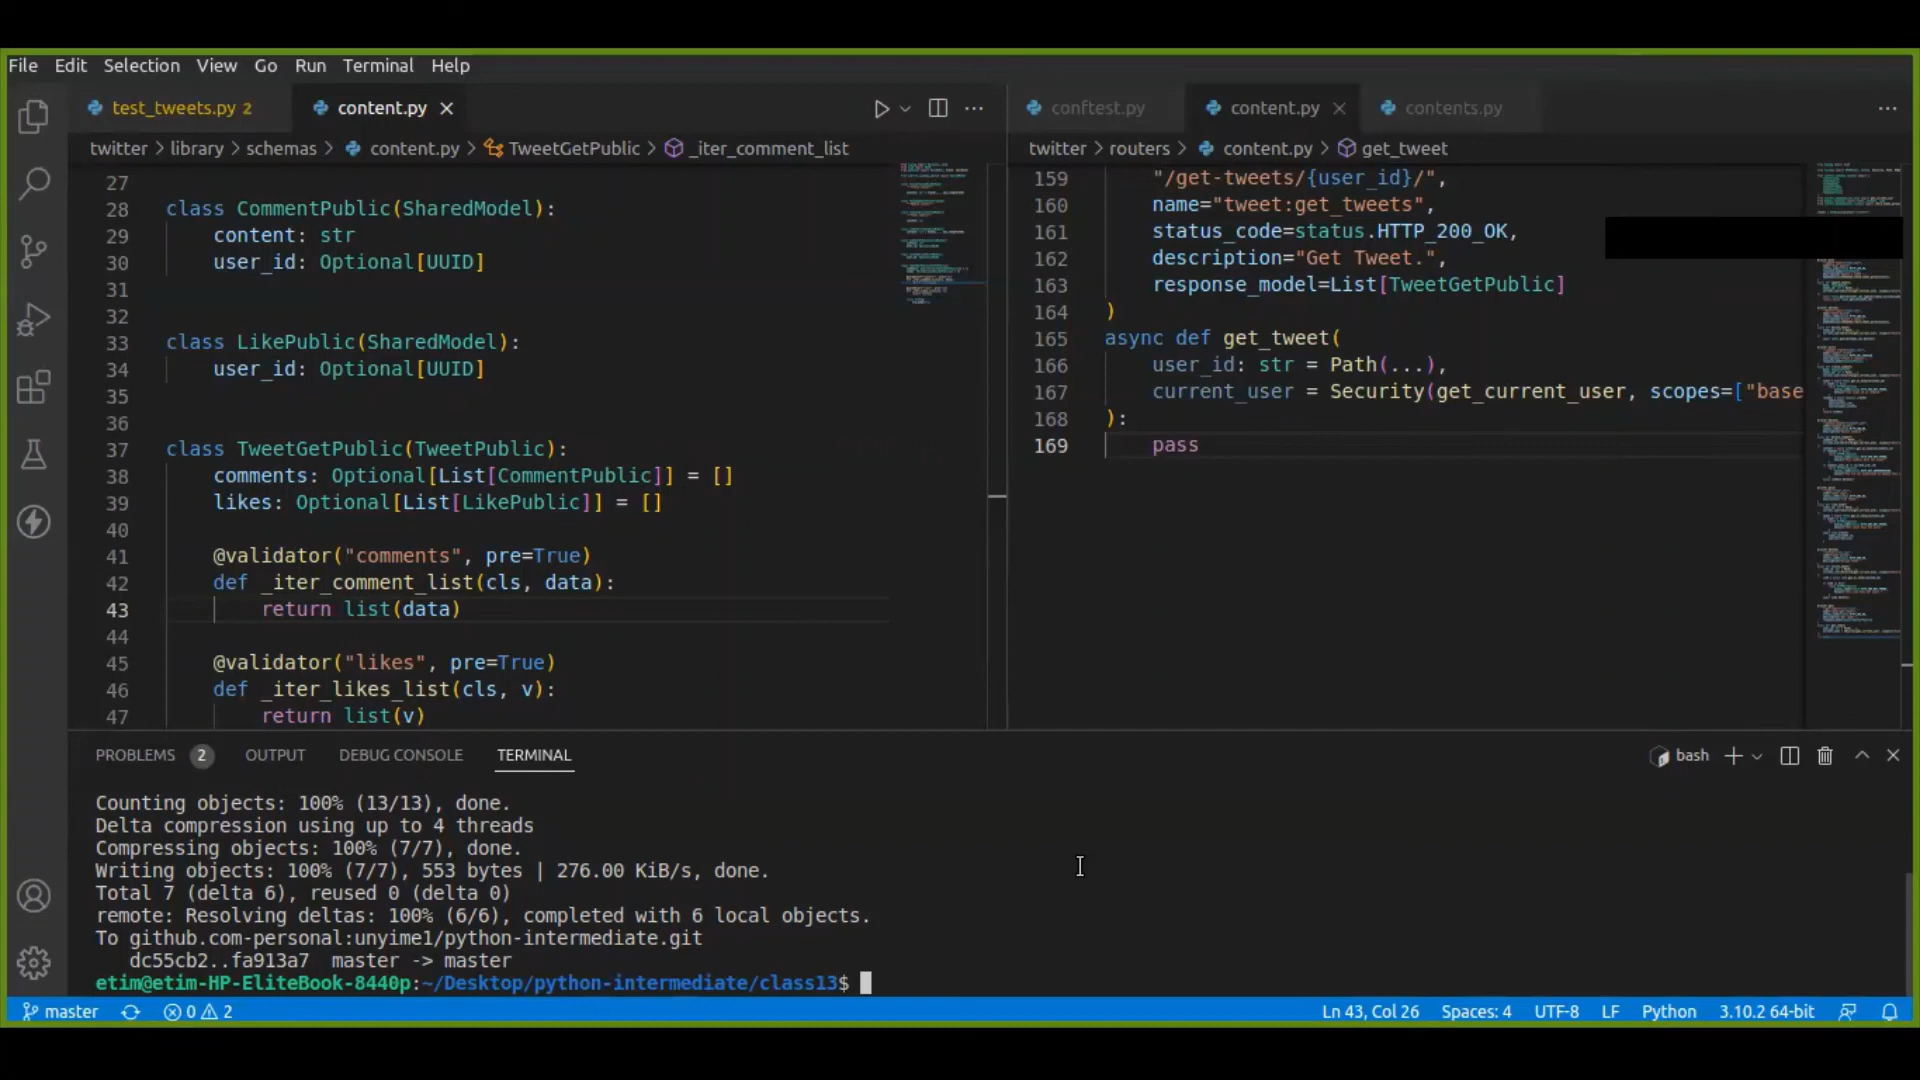 File Edit Selection View Go Run Terminal Help
test_tweets.py 2 content.py
twitter > library > schemas > content.py > TweetGetPublic > _iter_comment_list
27
28 class CommentPublic(SharedModel):
29 content: str
30 user_id: Optional[UUID]
31
32
33 class LikePublic(SharedModel):
34 user_id: Optional[UUID]
35
36
37 class TweetGetPublic(TweetPublic):
38 comments: Optional[List[CommentPublic]] = []
39 likes: Optional[List[LikePublic]] = []
40
41 @validator("comments", pre=True)
42 def _iter_comment_list(cls, data):
43 return list(data)
44
45 @validator("likes", pre=True)
46 def _iter_likes_list(cls, v):
47 return list(v)
conftest.py content.py contents.py
twitter > routers > content.py > get_tweet
159 "/get-tweets/{user_id}/",
160 name="tweet:get_tweets",
161 status_code=status.HTTP_200_OK,
162 description="Get Tweet.",
163 response_model=List[TweetGetPublic]
164 )
165 async def get_tweet(
166 user_id: str = Path(...),
167 current_user = Security(get_current_user, scopes=["base
168 ):
169 pass
PROBLEMS 2 OUTPUT DEBUG CONSOLE TERMINAL
bash
Counting objects: 100% (13/13), done.
Delta compression using up to 4 threads
Compressing objects: 100% (7/7), done.
Writing objects: 100% (7/7), 553 bytes | 276.00 KiB/s, done.
Total 7 (delta 6), reused 0 (delta 0)
remote: Resolving deltas: 100% (6/6), completed with 6 local objects.
To github.com-personal:unyime1/python-intermediate.git
dc55cb2..fa913a7 master -> master
etim@etim-HP-EliteBook-8440p:~/Desktop/python-intermediate/class13$
master 0 2 Ln 43, Col 26 Spaces: 4 UTF-8 LF Python 3.10.2 64-bit